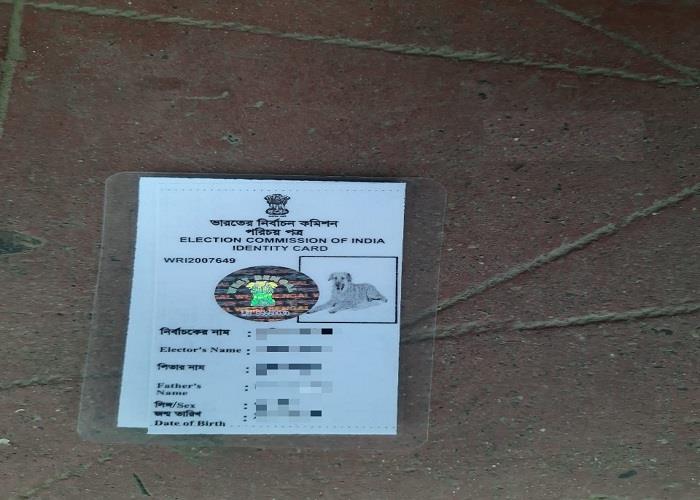 ভারতের নির্বাচন কমিশন
পরিচয় পত্র
ELECTION COMMISSION OF INDIA
IDENTITY CARD
WRI2007649
নির্বাচকের নাম :
Elector's Name :
পিতার নাম :
Father's :
Name
লিঙ্গ/Sex :
জন্ম তারিখ :
Date of Birth